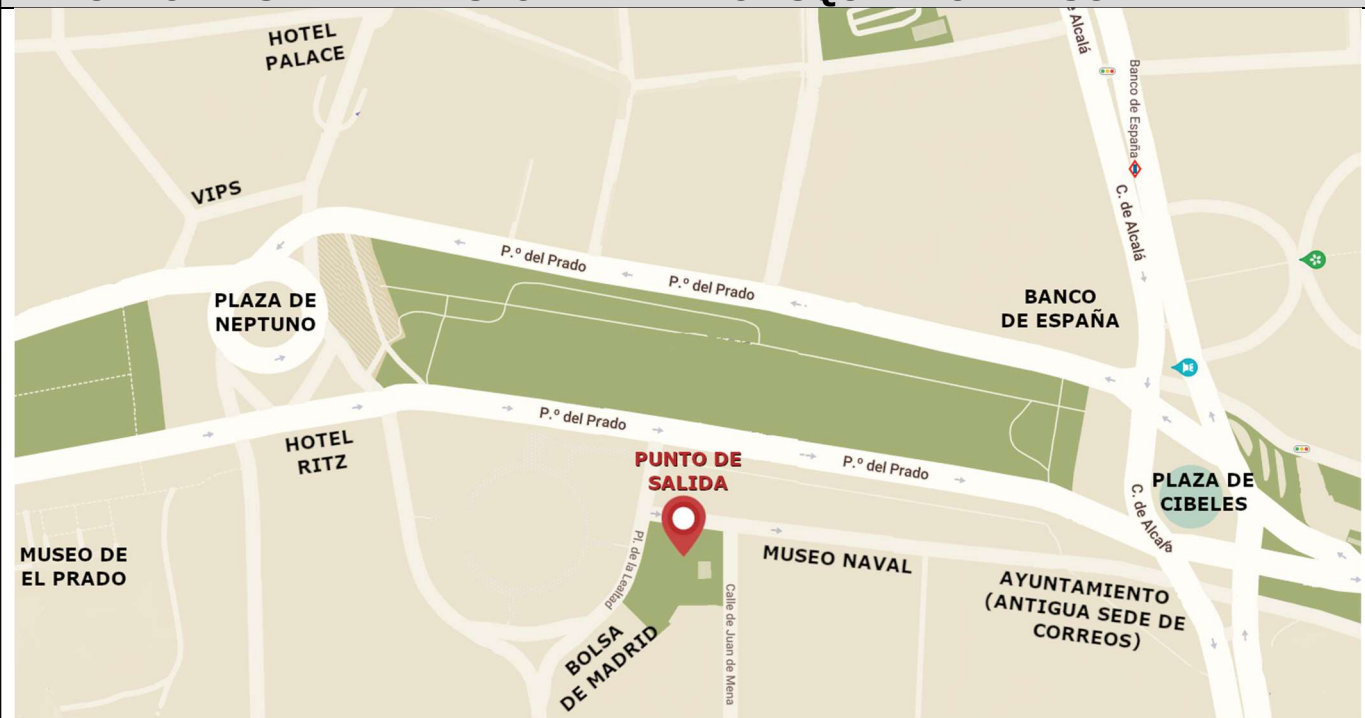 HOTEL
PALACE
e Alcalá
Banco de España
VIPS
C. de Alcalá
P.º del Prado
P.º del Prado
PLAZA DE
NEPTUNO
BANCO
DE ESPAÑA
P.º del Prado
HOTEL
RITZ
PUNTO DE
SALIDA
P.º del Prado
PLAZA DE
CIBELES
C. de Alcala
MUSEO DE
EL PRADO
Pl. de la Lealtad
MUSEO NAVAL
AYUNTAMIENTO
(ANTIGUA SEDE DE
CORREOS)
Calle de Juan de Mena
BOLSA
DE MADRID